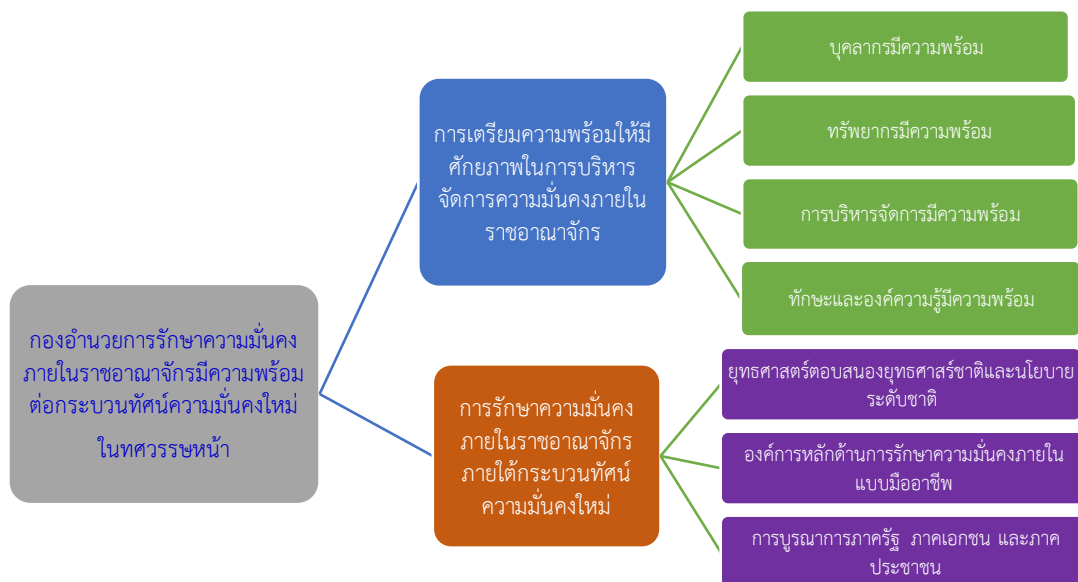 กองอำนวยการรักษาความมั่นคง
ภายในราชอาณาจักรมีความพร้อม
ต่อกระบวนทัศน์ความมั่นคงใหม่
ในทศวรรษหน้า
การเตรียมความพร้อมให้มี
ศักยภาพในการบริหาร
จัดการความมั่นคงภายใน
ราชอาณาจักร
บุคลากรมีความพร้อม
ทรัพยากรมีความพร้อม
การบริหารจัดการมีความพร้อม
ทักษะและองค์ความรู้มีความพร้อม
การรักษาความมั่นคง
ภายในราชอาณาจักร
ภายใต้กระบวนทัศน์
ความมั่นคงใหม่
ยุทธศาสตร์ตอบสนองยุทธศาสร์ชาติและนโยบาย
ระดับชาติ
องค์การหลักด้านการรักษาความมั่นคงภายใน
แบบมืออาชีพ
การบูรณาการภาครัฐ ภาคเอกชน และภาค
ประชาชน